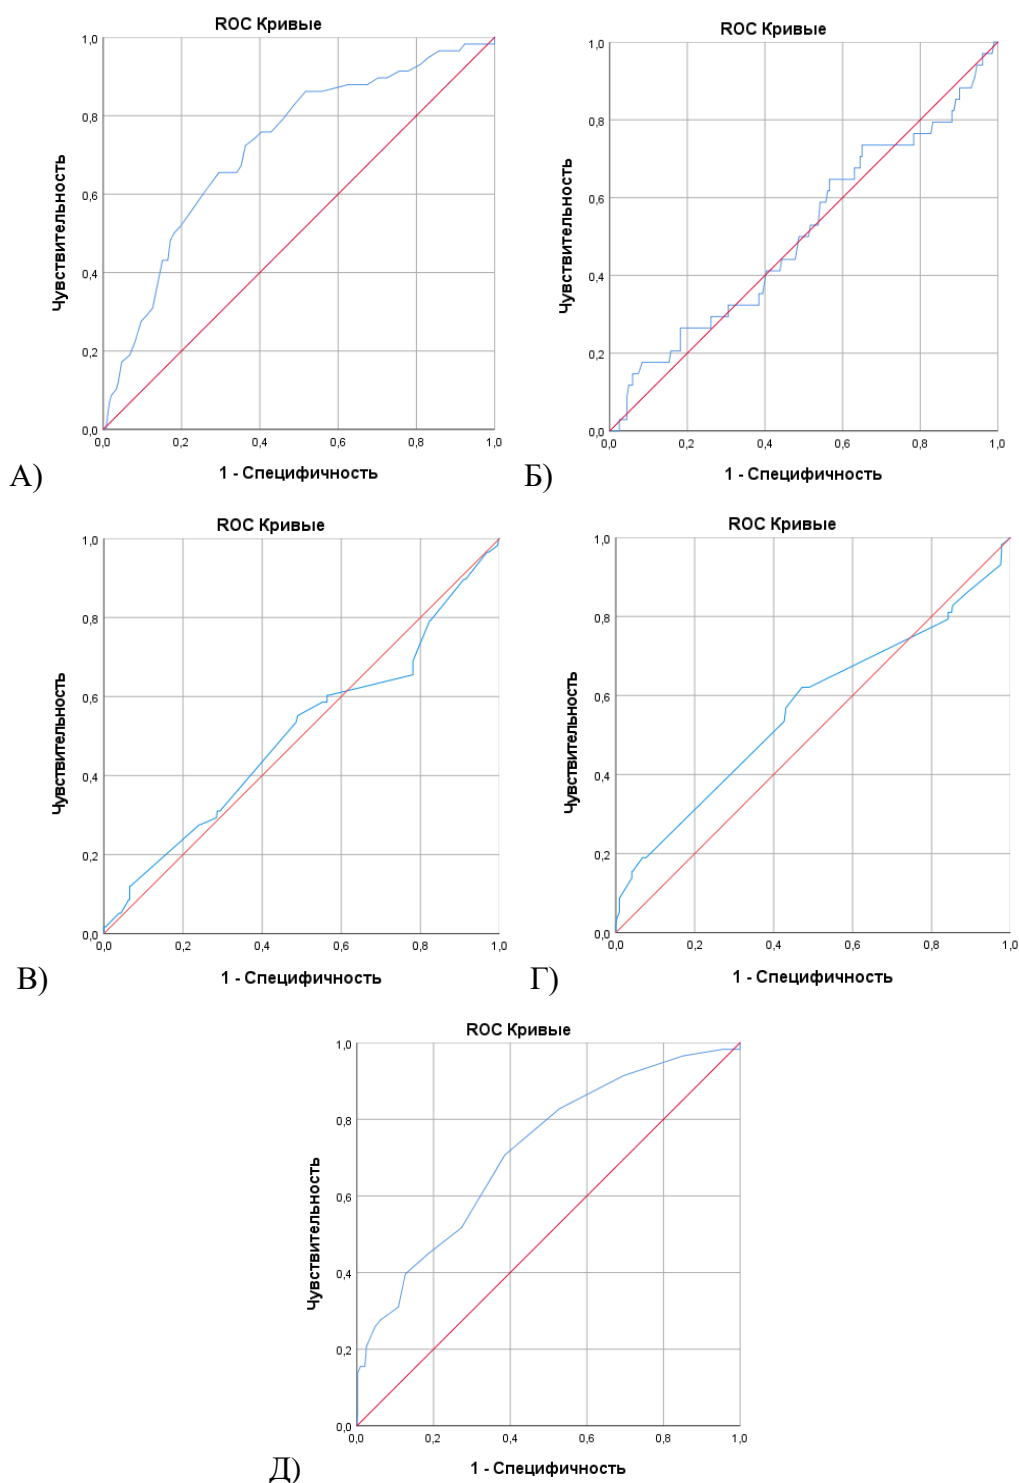 ROC Кривые
Чувствительность
1,0
0,8
0,6
0,4
0,2
0,0
0,0 0,2 0,4 0,6 0,8 1,0
1 - Специфичность
А)
ROC Кривые
Чувствительность
1,0
0,8
0,6
0,4
0,2
0,0
0,0 0,2 0,4 0,6 0,8 1,0
1 - Специфичность
Б)
ROC Кривые
Чувствительность
1,0
0,8
0,6
0,4
0,2
0,0
0,0 0,2 0,4 0,6 0,8 1,0
1 - Специфичность
В)
ROC Кривые
Чувствительность
1,0
0,8
0,6
0,4
0,2
0,0
0,0 0,2 0,4 0,6 0,8 1,0
1 - Специфичность
Г)
ROC Кривые
Чувствительность
1,0
0,8
0,6
0,4
0,2
0,0
0,0 0,2 0,4 0,6 0,8 1,0
1 - Специфичность
Д)